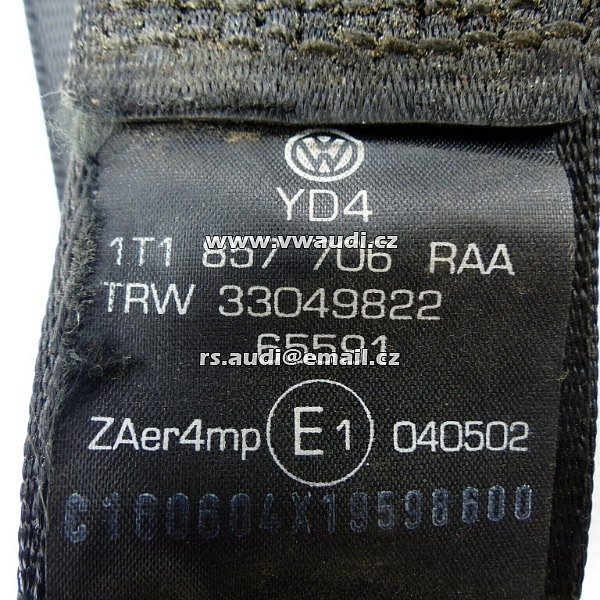 YD4
1T1 857 706 RAA
www.vwaudi.cz
TRW 33049822
65591
rs.audi@email.cz
ZAer4mp E1 040502
C160604X19598600